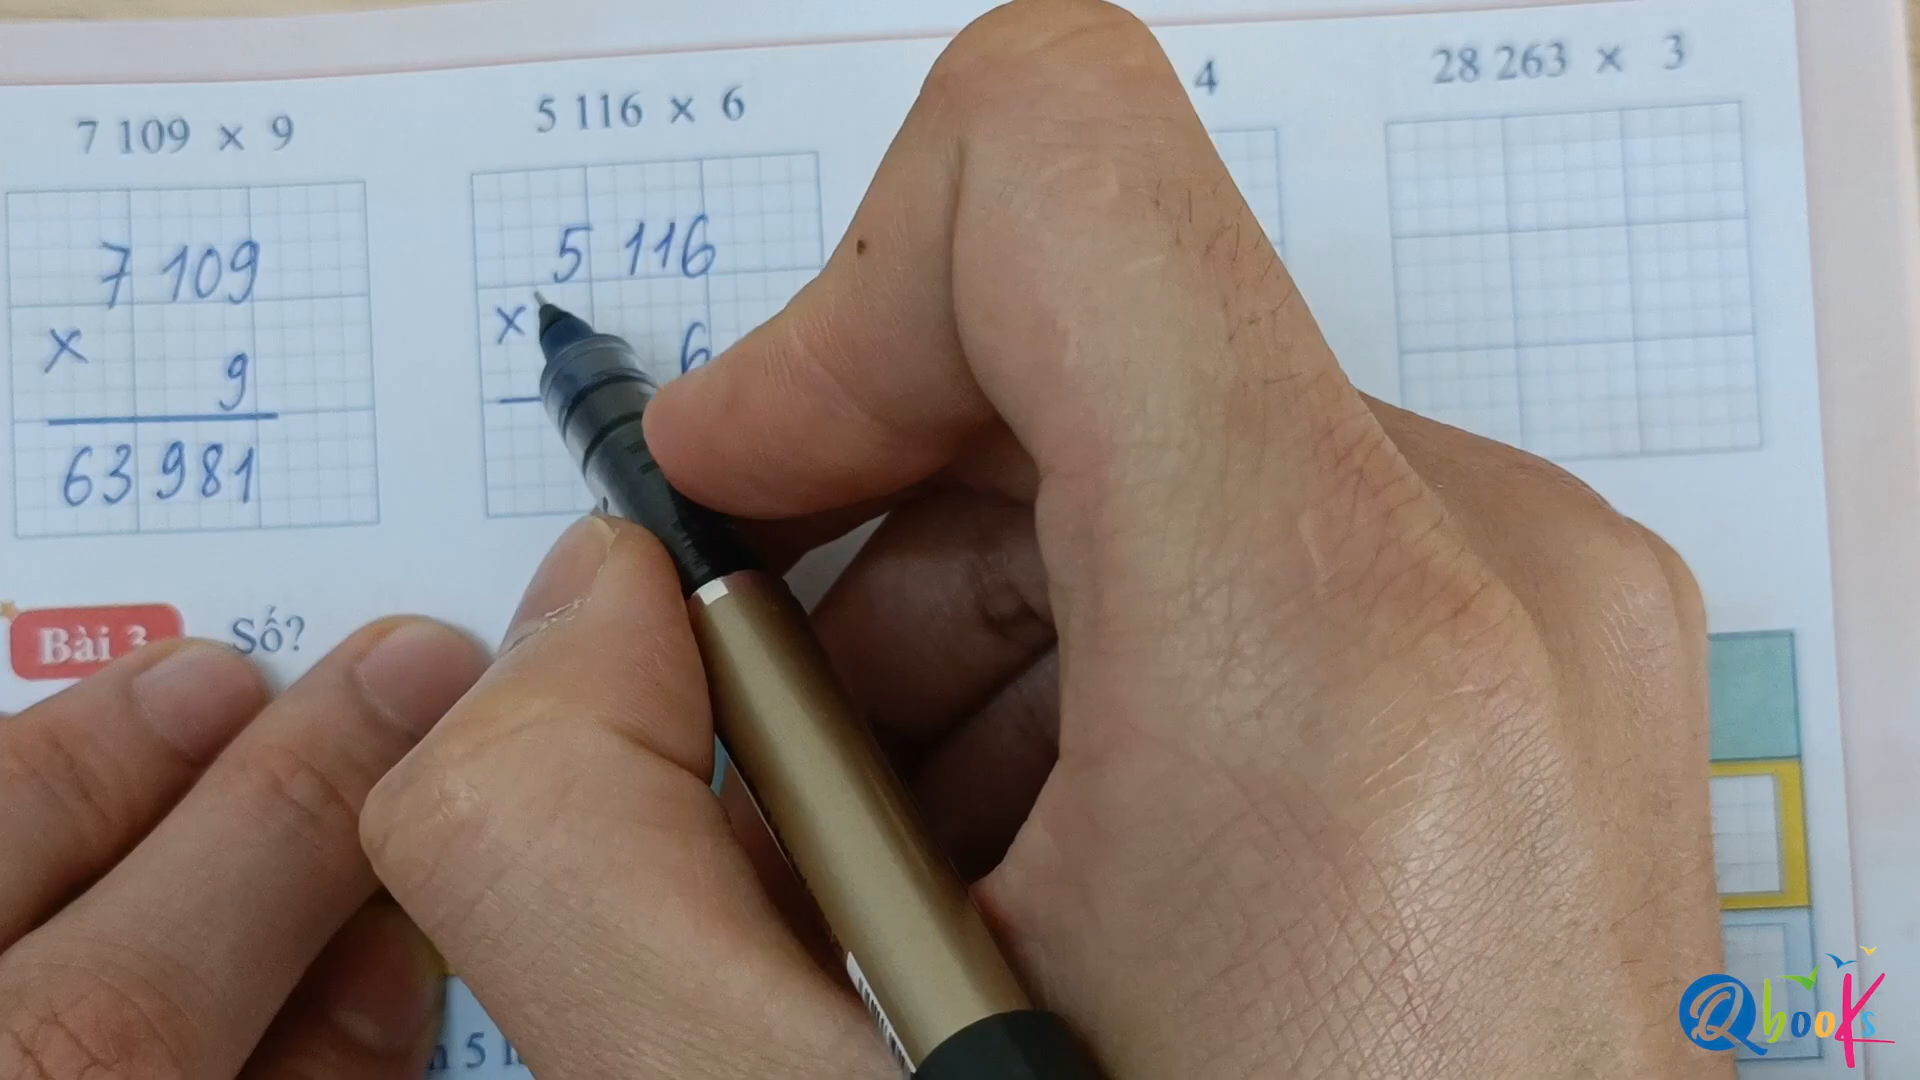 7 109 × 9
5 116 × 6
4
28 263 × 3
7 109
×
9
63 981
5 116
×
6
Bài 3
Số?
5
Qbooks